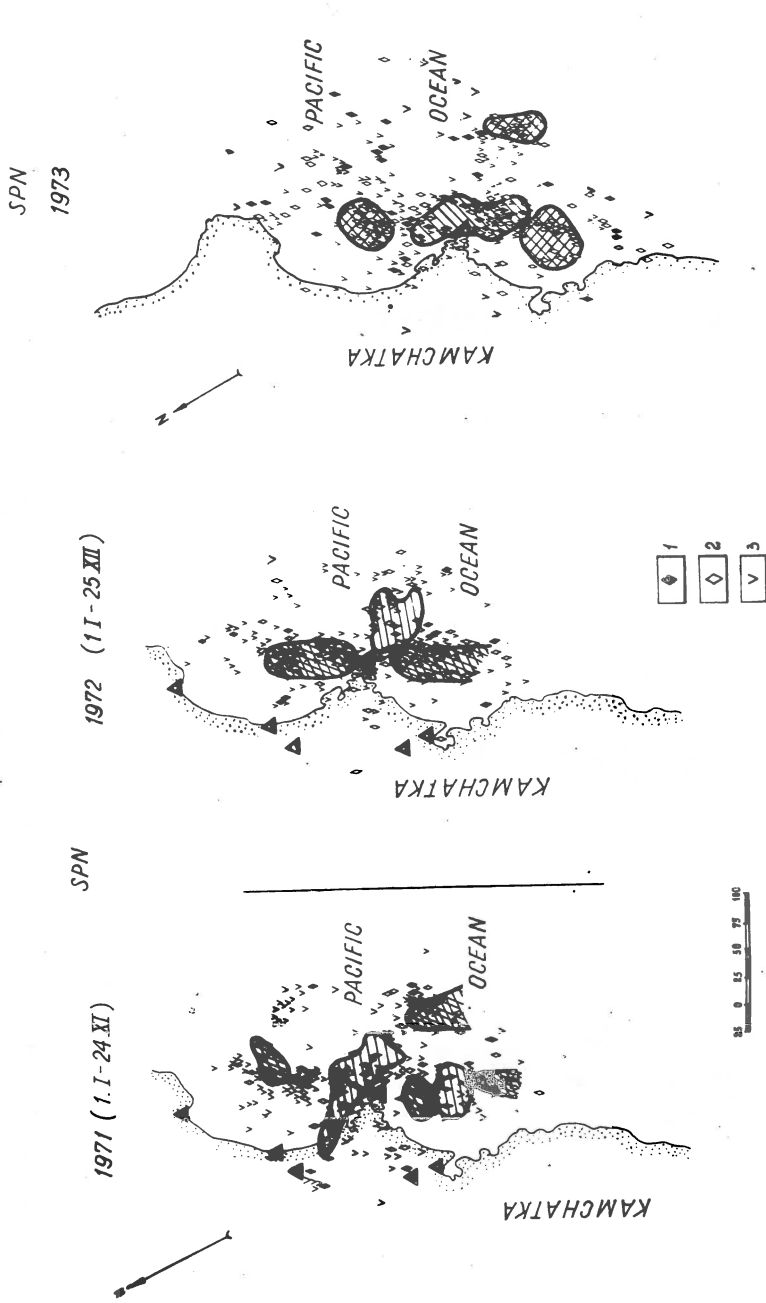 SPN
1973
PACIFIC
OCEAN
KAMCHATKA
N
1972 (1 I - 25 XII)
PACIFIC
OCEAN
KAMCHATKA
1
2
3
SPN
1971 (1.I - 24 XI)
PACIFIC
OCEAN
KAMCHATKA
25 0 25 50 75 100